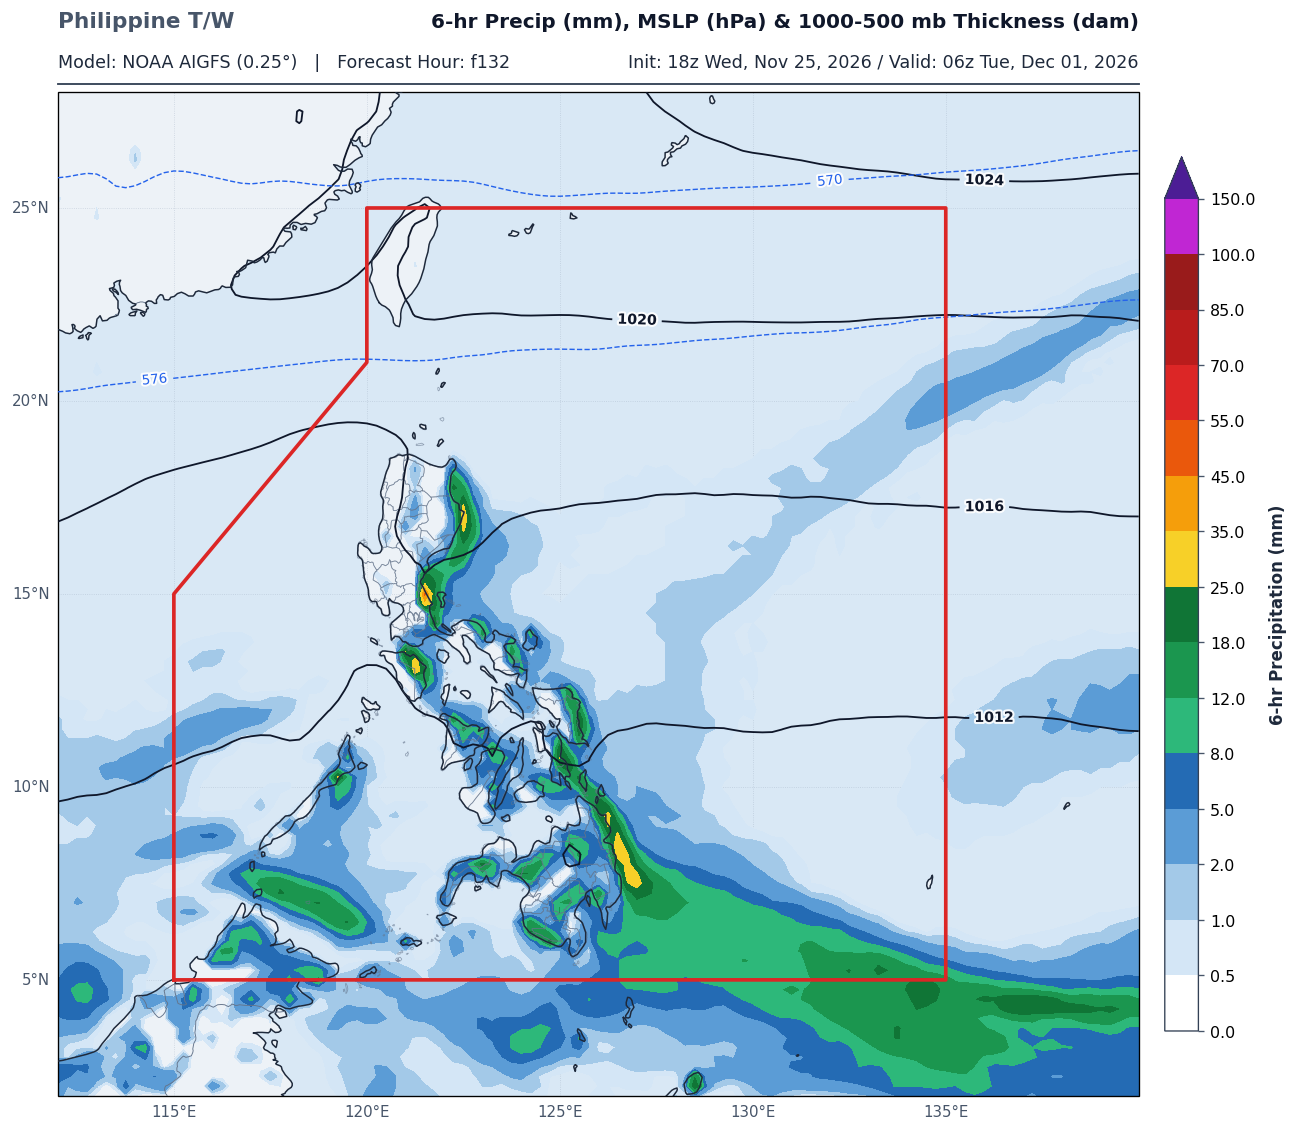 Philippine T/W
6-hr Precip (mm), MSLP (hPa) & 1000-500 mb Thickness (dam)
Model: NOAA AIGFS (0.25°) | Forecast Hour: f132
Init: 18z Wed, Nov 25, 2026 / Valid: 06z Tue, Dec 01, 2026
570
1024
1020
576
1016
1012
25°N
20°N
15°N
10°N
5°N
115°E
120°E
125°E
130°E
135°E
150.0
100.0
85.0
70.0
55.0
45.0
35.0
25.0
18.0
12.0
8.0
5.0
2.0
1.0
0.5
0.0
6-hr Precipitation (mm)